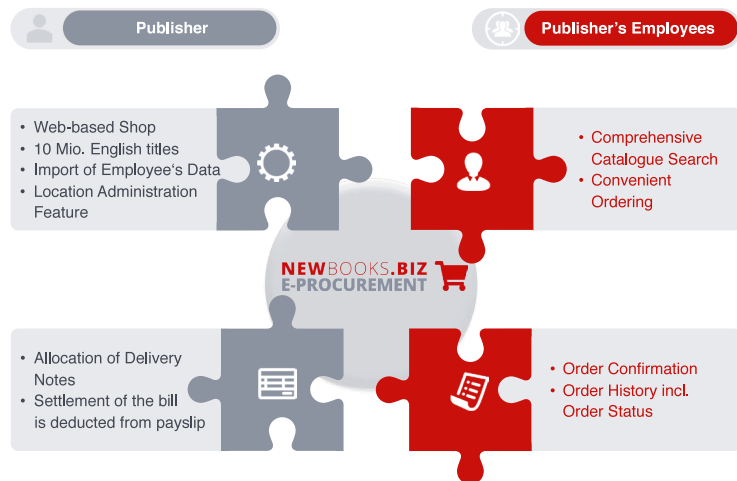 Publisher
Publisher's Employees
• Web-based Shop
• 10 Mio. English titles
• Import of Employee‘s Data
• Location Administration
Feature
• Comprehensive
Catalogue Search
• Convenient
Ordering
NEWBOOKS.BIZ
E-PROCUREMENT
• Allocation of Delivery
Notes
• Settlement of the bill
is deducted from payslip
• Order Confirmation
• Order History incl.
Order Status